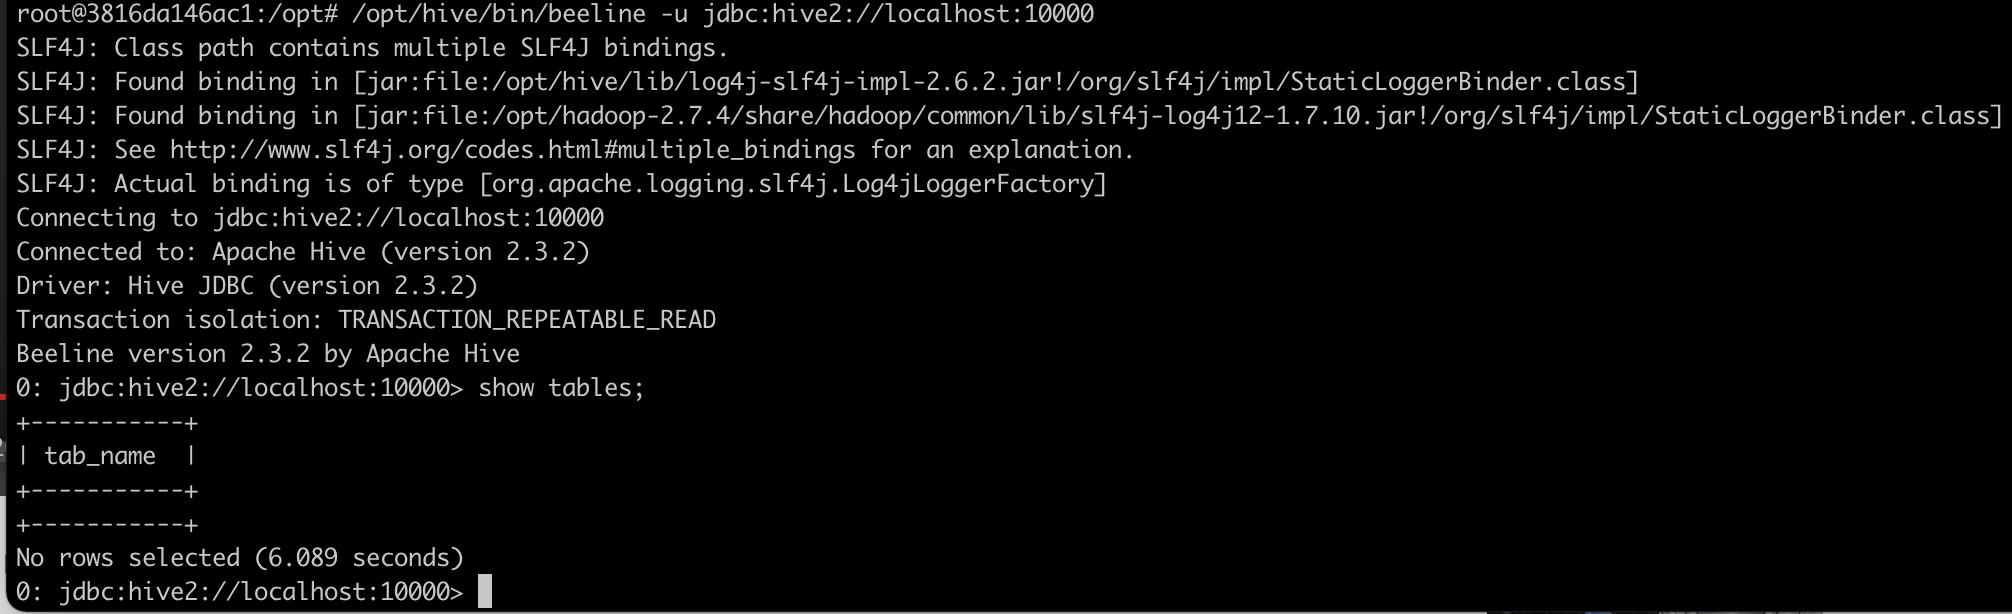 root@3816da146ac1:/opt# /opt/hive/bin/beeline -u jdbc:hive2://localhost:10000
SLF4J: Class path contains multiple SLF4J bindings.
SLF4J: Found binding in [jar:file:/opt/hive/lib/log4j-slf4j-impl-2.6.2.jar!/org/slf4j/impl/StaticLoggerBinder.class]
SLF4J: Found binding in [jar:file:/opt/hadoop-2.7.4/share/hadoop/common/lib/slf4j-log4j12-1.7.10.jar!/org/slf4j/impl/StaticLoggerBinder.class]
SLF4J: See http://www.slf4j.org/codes.html#multiple_bindings for an explanation.
SLF4J: Actual binding is of type [org.apache.logging.slf4j.Log4jLoggerFactory]
Connecting to jdbc:hive2://localhost:10000
Connected to: Apache Hive (version 2.3.2)
Driver: Hive JDBC (version 2.3.2)
Transaction isolation: TRANSACTION_REPEATABLE_READ
Beeline version 2.3.2 by Apache Hive
0: jdbc:hive2://localhost:10000> show tables;
+-----------+
| tab_name  |
+-----------+
+-----------+
No rows selected (6.089 seconds)
0: jdbc:hive2://localhost:10000>